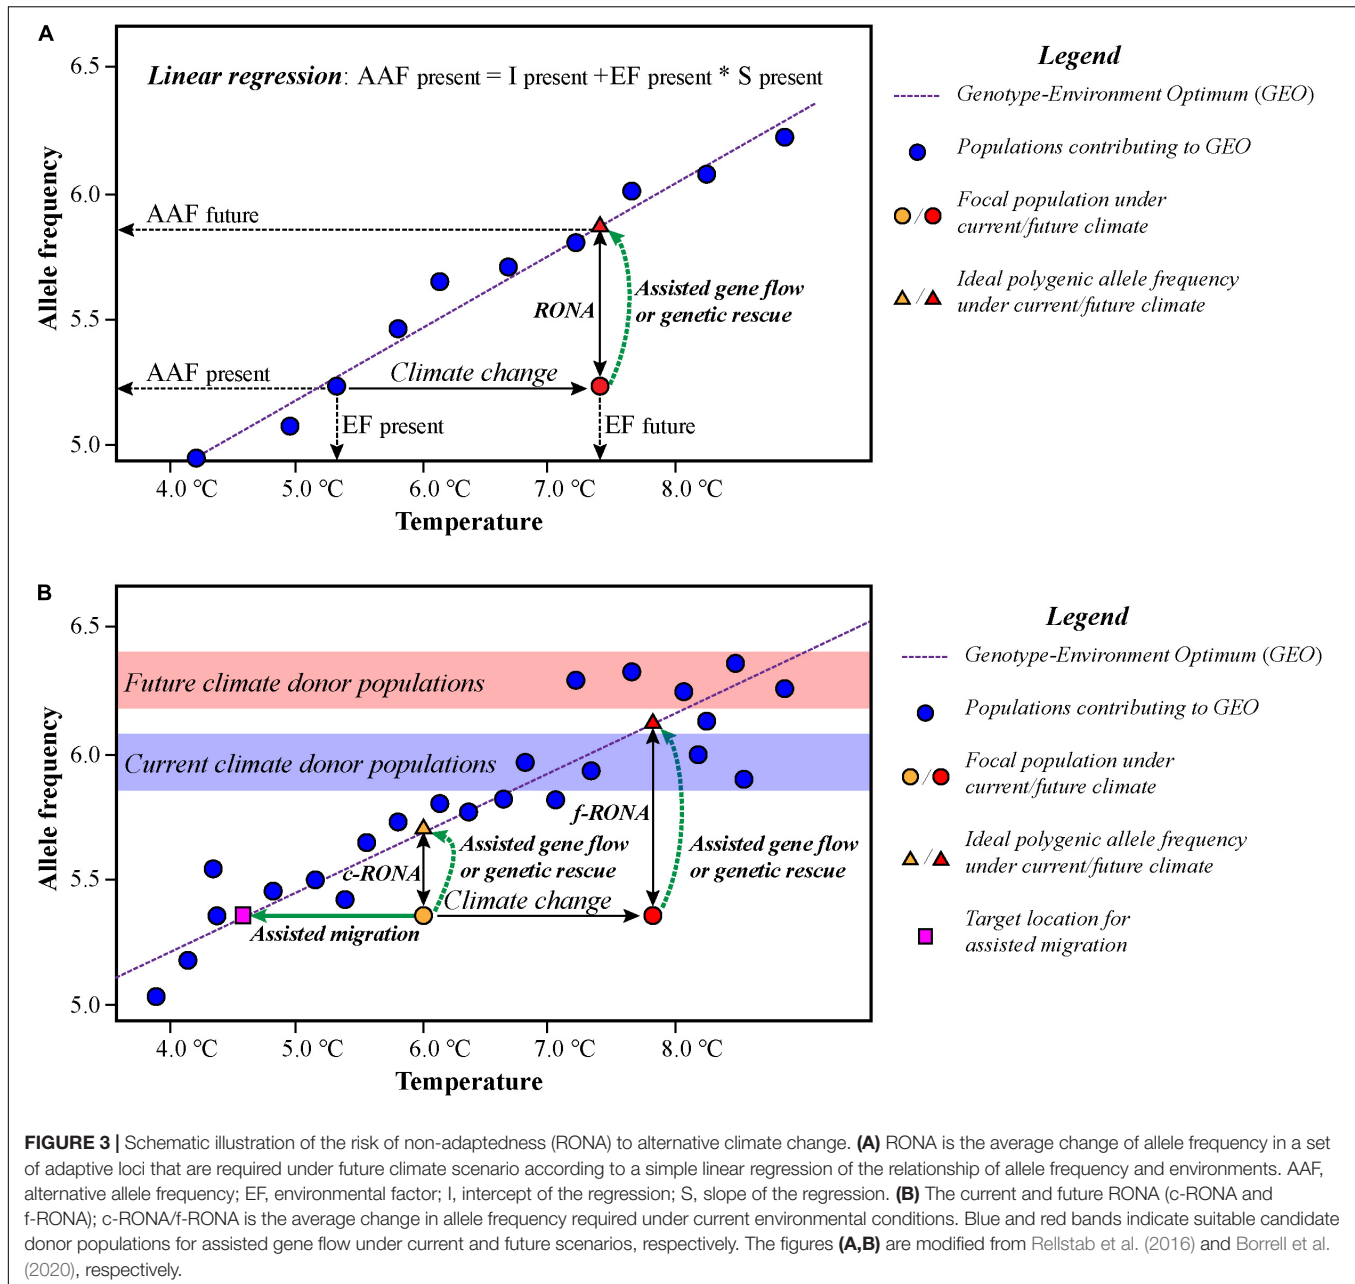 A
Linear regression: AAF present = I present +EF present * S present
6.5
6.0
5.5
5.0
Allele frequency
AAF future
AAF present
RONA
Assisted gene flow
or genetic rescue
Climate change
EF present
EF future
4.0 °C
5.0 °C
6.0 °C
7.0 °C
8.0 °C
Temperature
Legend
Genotype-Environment Optimum (GEO)
Populations contributing to GEO
Focal population under
current/future climate
Ideal polygenic allele frequency
under current/future climate
B
6.5
6.0
5.5
5.0
Allele frequency
Future climate donor populations
Current climate donor populations
f-RONA
c-RONA
Assisted gene flow
or genetic rescue
Assisted gene flow
or genetic rescue
Climate change
Assisted migration
4.0 °C
5.0 °C
6.0 °C
7.0 °C
8.0 °C
Temperature
Legend
Genotype-Environment Optimum (GEO)
Populations contributing to GEO
Focal population under
current/future climate
Ideal polygenic allele frequency
under current/future climate
Target location for
assisted migration
FIGURE 3 | Schematic illustration of the risk of non-adaptedness (RONA) to alternative climate change. (A) RONA is the average change of allele frequency in a set
of adaptive loci that are required under future climate scenario according to a simple linear regression of the relationship of allele frequency and environments. AAF,
alternative allele frequency; EF, environmental factor; I, intercept of the regression; S, slope of the regression. (B) The current and future RONA (c-RONA and
f-RONA); c-RONA/f-RONA is the average change in allele frequency required under current environmental conditions. Blue and red bands indicate suitable candidate
donor populations for assisted gene flow under current and future scenarios, respectively. The figures (A,B) are modified from Rellstab et al. (2016) and Borrell et al.
(2020), respectively.